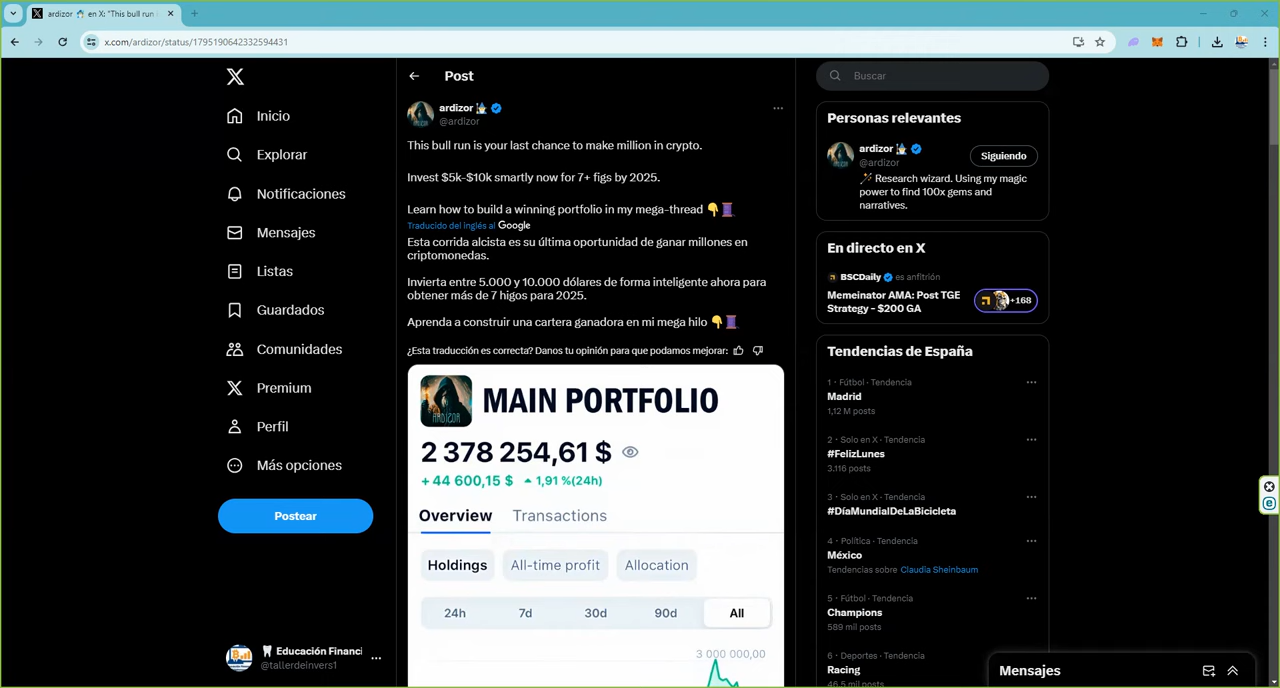 ardizor en X: "This bull run i
x.com/ardizor/status/1795190642332594431
Inicio
Explorar
Notificaciones
Mensajes
Listas
Guardados
Comunidades
Premium
Perfil
Más opciones
Postear
Educación Financi
@tallerdeinvers1
Post
ardizor
@ardizor
This bull run is your last chance to make million in crypto.
Invest $5k-$10k smartly now for 7+ figs by 2025.
Learn how to build a winning portfolio in my mega-thread
Traducido del inglés al Google
Esta corrida alcista es su última oportunidad de ganar millones en
criptomonedas.
Invierta entre 5.000 y 10.000 dólares de forma inteligente ahora para
obtener más de 7 higos para 2025.
Aprenda a construir una cartera ganadora en mi mega hilo
¿Esta traducción es correcta? Danos tu opinión para que podamos mejorar:
ARDIZOR
MAIN PORTFOLIO
2 378 254,61 $
+ 44 600,15 $ 1,91 %(24h)
Overview Transactions
Holdings All-time profit Allocation
24h 7d 30d 90d All
3 000 000,00
Buscar
Personas relevantes
ardizor
@ardizor
Siguiendo
Research wizard. Using my magic
power to find 100x gems and
narratives.
En directo en X
BSCDaily es anfitrión
Memeinator AMA: Post TGE
Strategy - $200 GA
+168
Tendencias de España
1 · Fútbol · Tendencia
Madrid
1,12 M posts
2 · Solo en X · Tendencia
#FelizLunes
3.116 posts
3 · Solo en X · Tendencia
#DíaMundialDeLaBicicleta
4 · Política · Tendencia
México
Tendencias sobre Claudia Sheinbaum
5 · Fútbol · Tendencia
Champions
589 mil posts
6 · Deportes · Tendencia
Racing
46,5 mil posts
Mensajes